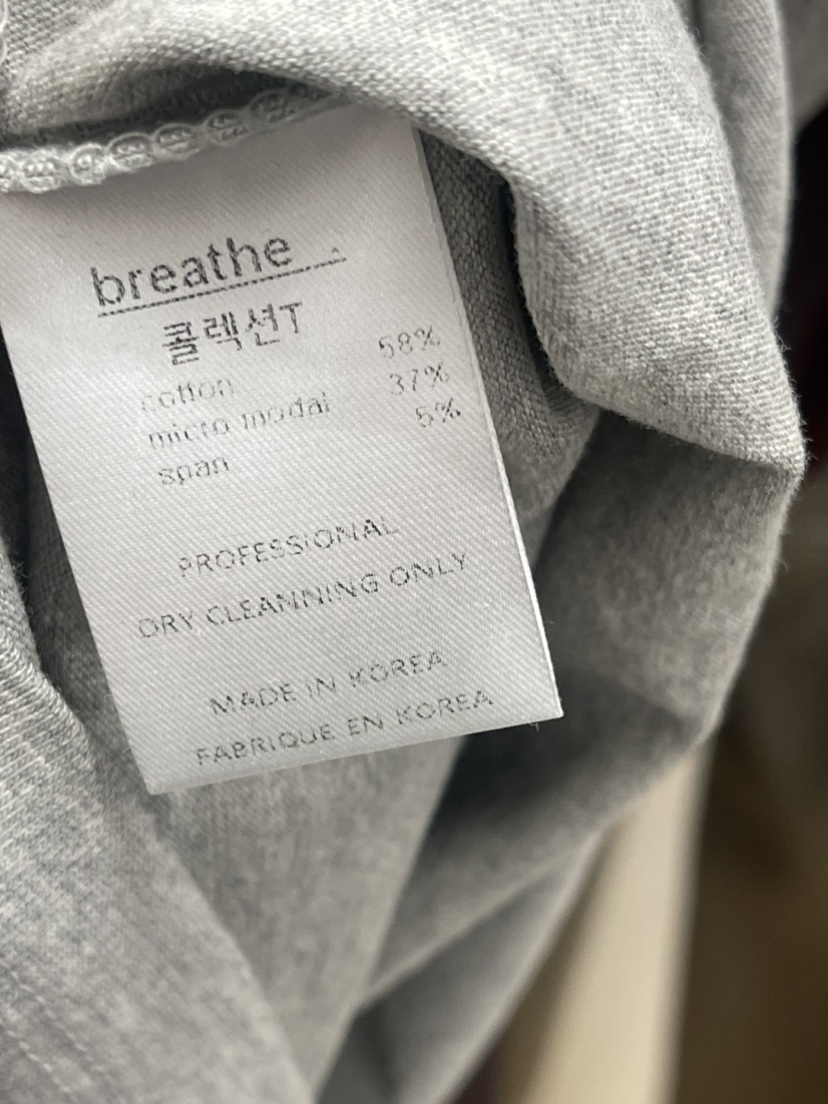 breathe
콜렉션T
cotton 58%
micro modal 37%
span 5%
PROFESSIONAL
DRY CLEANNING ONLY
MADE IN KOREA
FABRIQUE EN KOREA